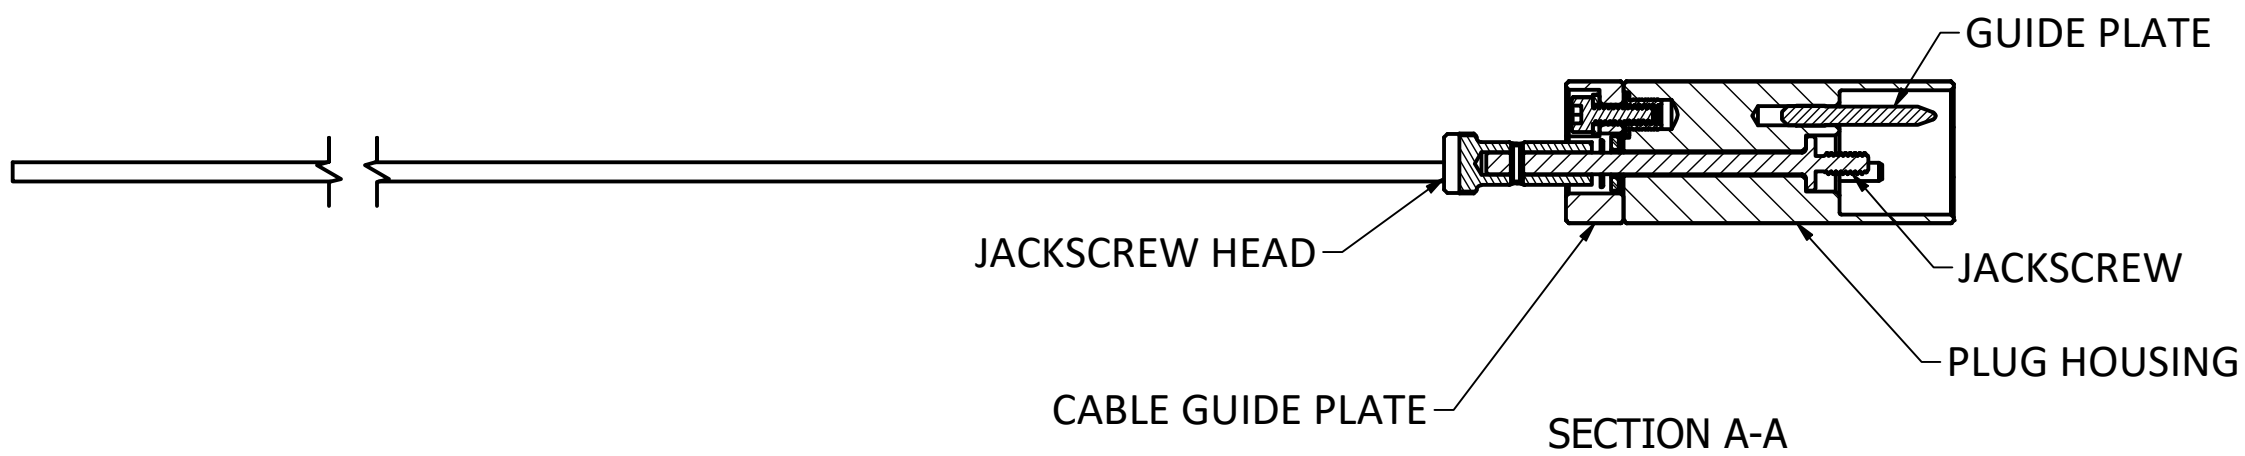 GUIDE PLATE
JACKSCREW HEAD
JACKSCREW
PLUG HOUSING
CABLE GUIDE PLATE
SECTION A-A